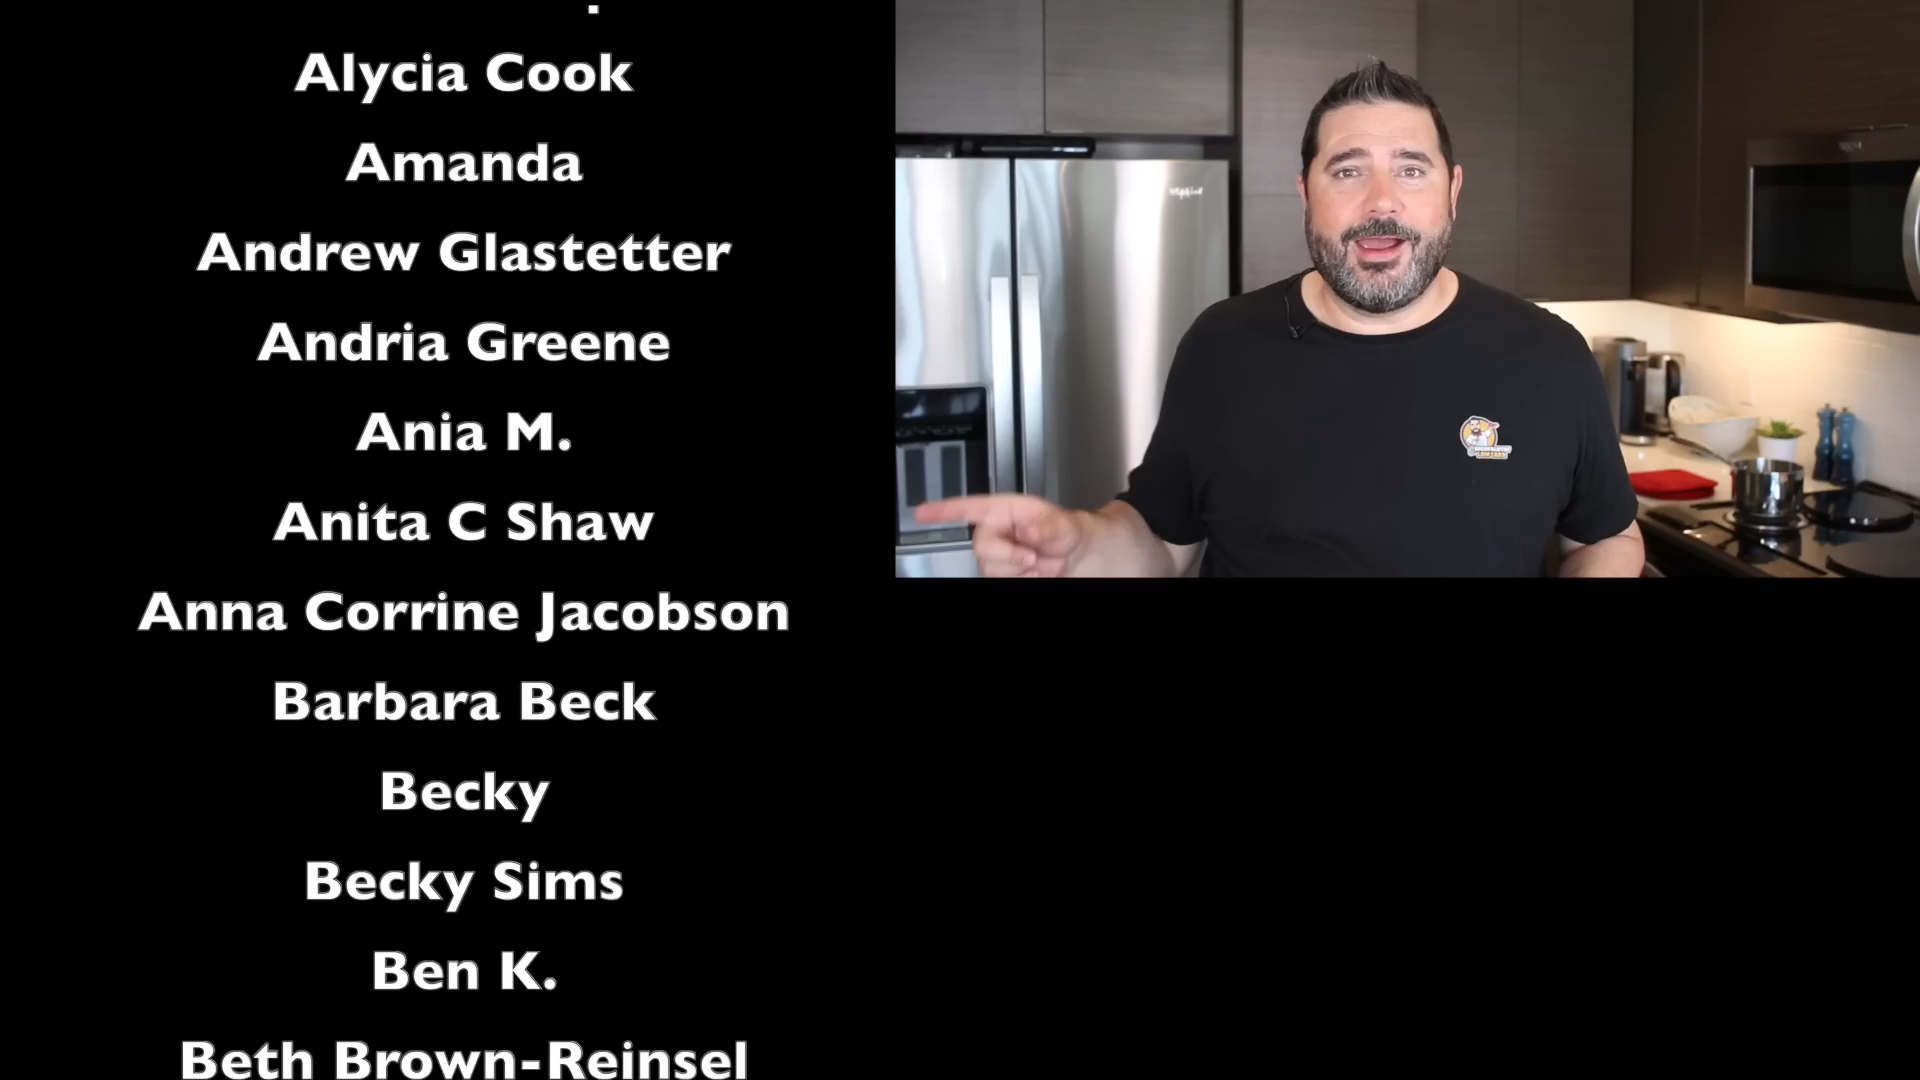 Alycia Cook
Amanda
Andrew Glastetter
Andria Greene
Ania M.
Anita C Shaw
Anna Corrine Jacobson
Barbara Beck
Becky
Becky Sims
Ben K.
Beth Brown-Reinsel